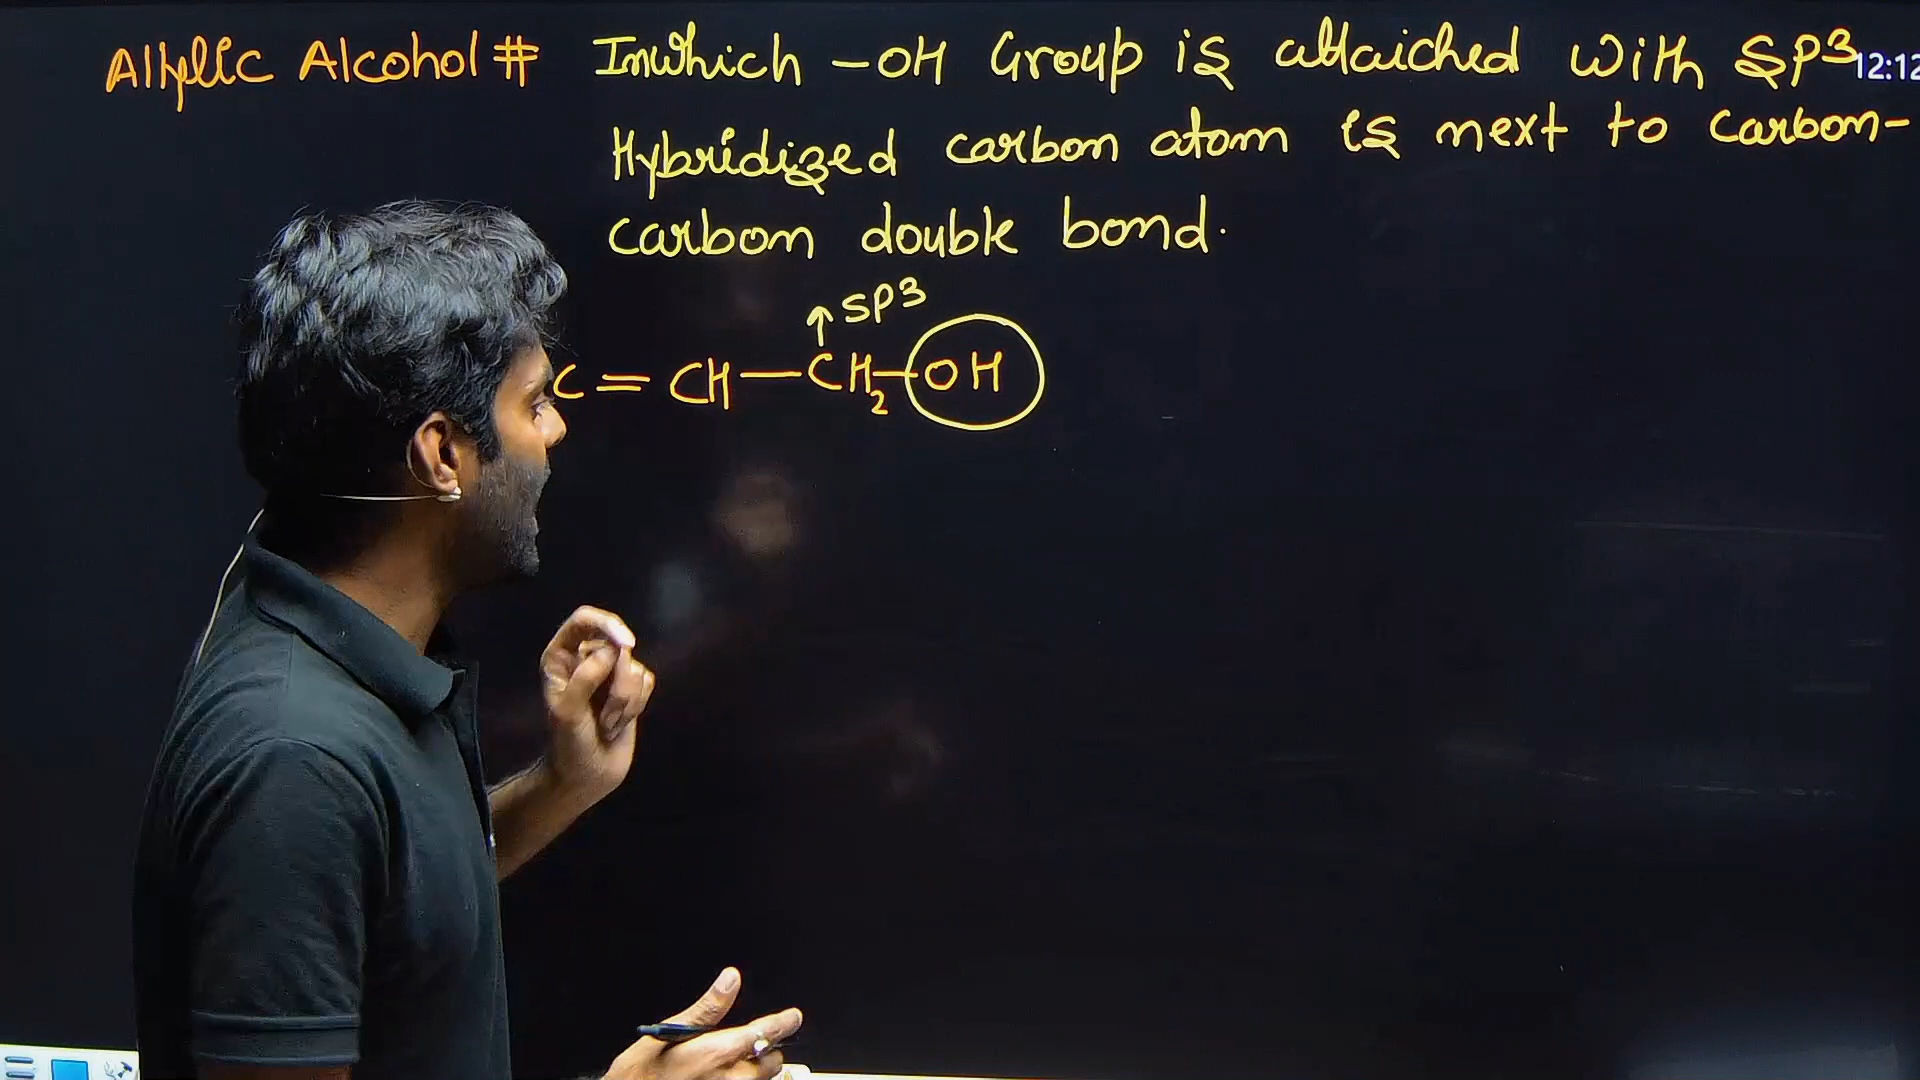 Allylic Alcohol # Inwhich -OH Group is attaiched with SP3
12:12
Hybridized carbon atom is next to carbon-
carbon double bond.
↑ SP3
C = CH — CH2 — OH